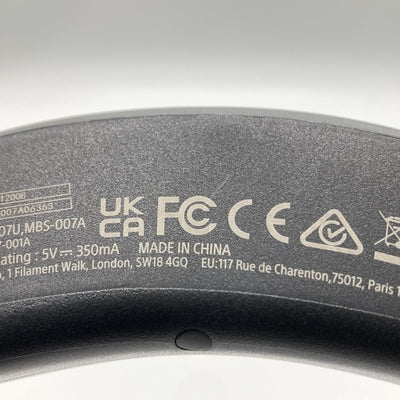 1200B
007A06363
07U,MBS-007A
-001A
UK CA FC CE
ating : 5V⎓350mA MADE IN CHINA
, 1 Filament Walk, London, SW18 4GQ EU:117 Rue de Charenton,75012, Paris